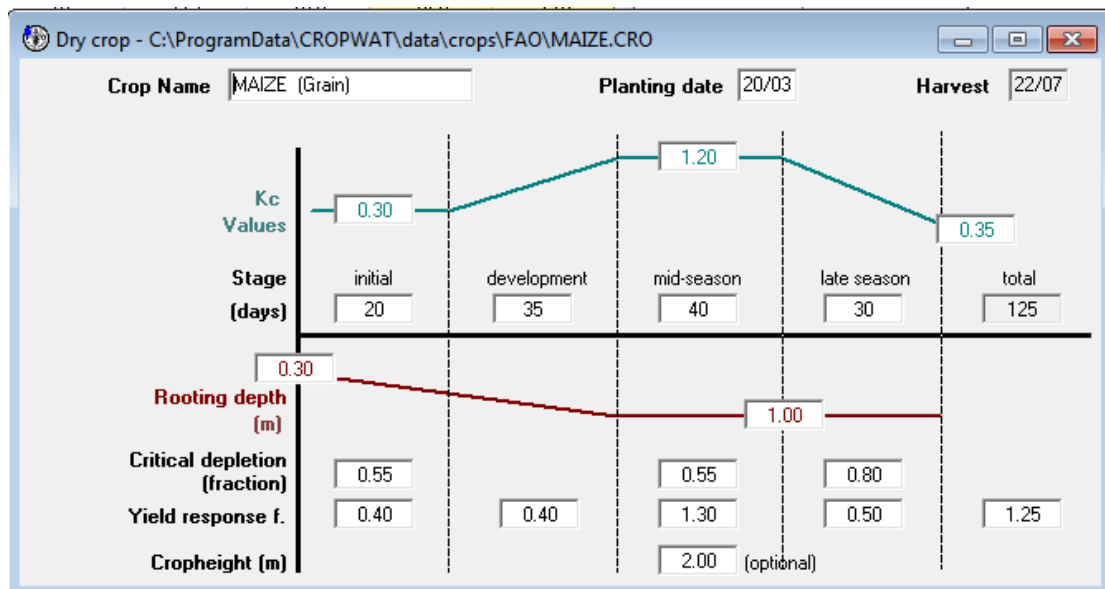 Dry crop - C:\ProgramData\CROPWAT\data\crops\FAO\MAIZE.CRO
Crop Name MAIZE (Grain) Planting date 20/03 Harvest 22/07
1.20
Kc
Values
0.30
0.35
Stage initial development mid-season late season total
(days) 20 35 40 30 125
0.30
Rooting depth
(m)
1.00
Critical depletion
(fraction) 0.55 0.55 0.80
Yield response f. 0.40 0.40 1.30 0.50 1.25
Cropheight (m) 2.00 (optional)